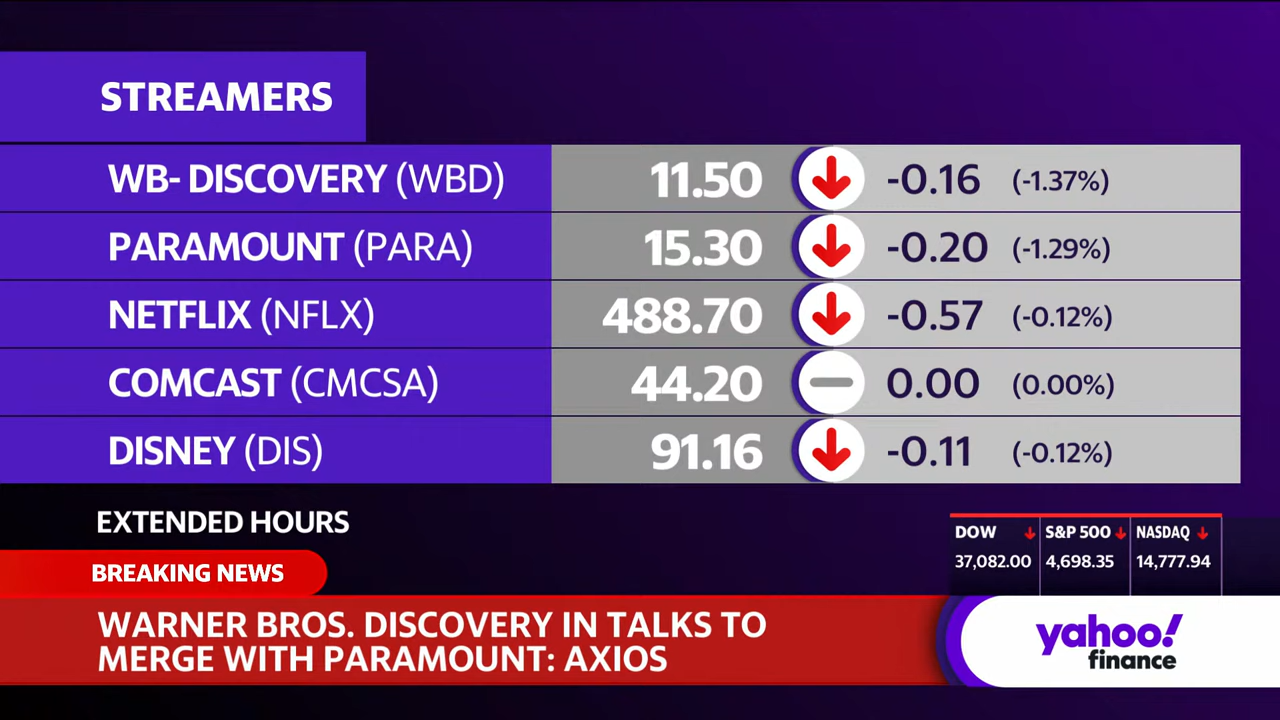 STREAMERS
WB- DISCOVERY (WBD) 11.50 -0.16 (-1.37%)
PARAMOUNT (PARA) 15.30 -0.20 (-1.29%)
NETFLIX (NFLX) 488.70 -0.57 (-0.12%)
COMCAST (CMCSA) 44.20 0.00 (0.00%)
DISNEY (DIS) 91.16 -0.11 (-0.12%)
EXTENDED HOURS
DOW S&P 500 NASDAQ
37,082.00 4,698.35 14,777.94
BREAKING NEWS
WARNER BROS. DISCOVERY IN TALKS TO
MERGE WITH PARAMOUNT: AXIOS
yahoo!
finance